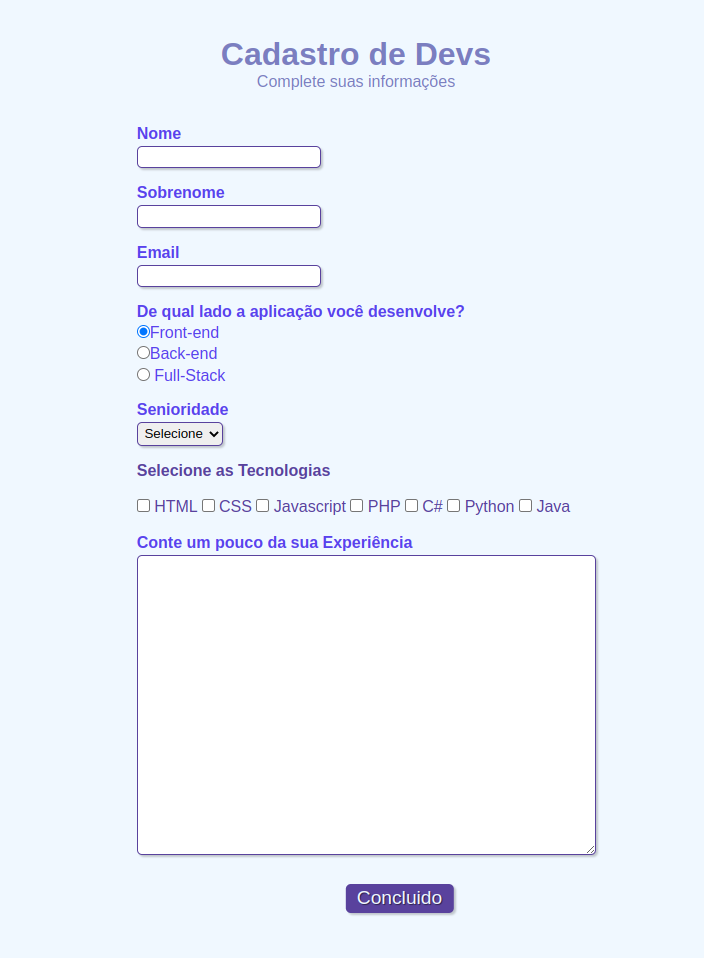 Cadastro de Devs
Complete suas informações
Nome
Sobrenome
Email
De qual lado a aplicação você desenvolve?
Front-end
Back-end
Full-Stack
Senioridade
Selecione
Selecione as Tecnologias
HTML CSS Javascript PHP C# Python Java
Conte um pouco da sua Experiência
Concluido